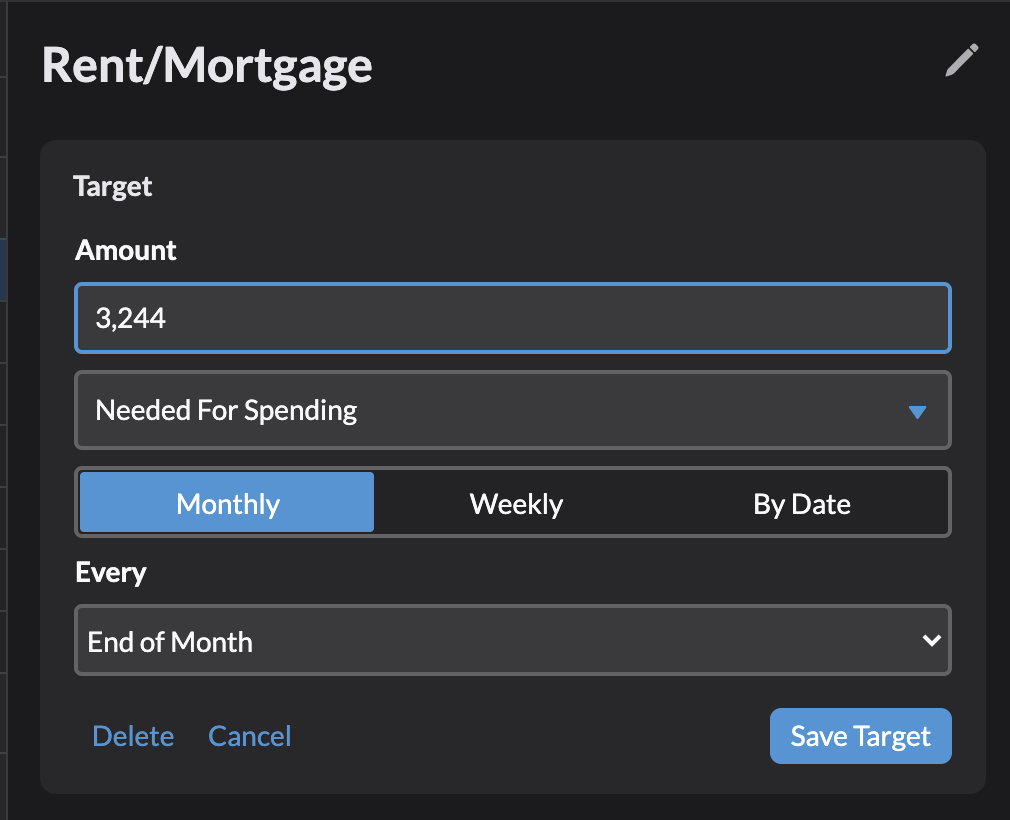 Rent/Mortgage
Target
Amount
3,244
Needed For Spending
Monthly Weekly By Date
Every
End of Month
Delete Cancel Save Target